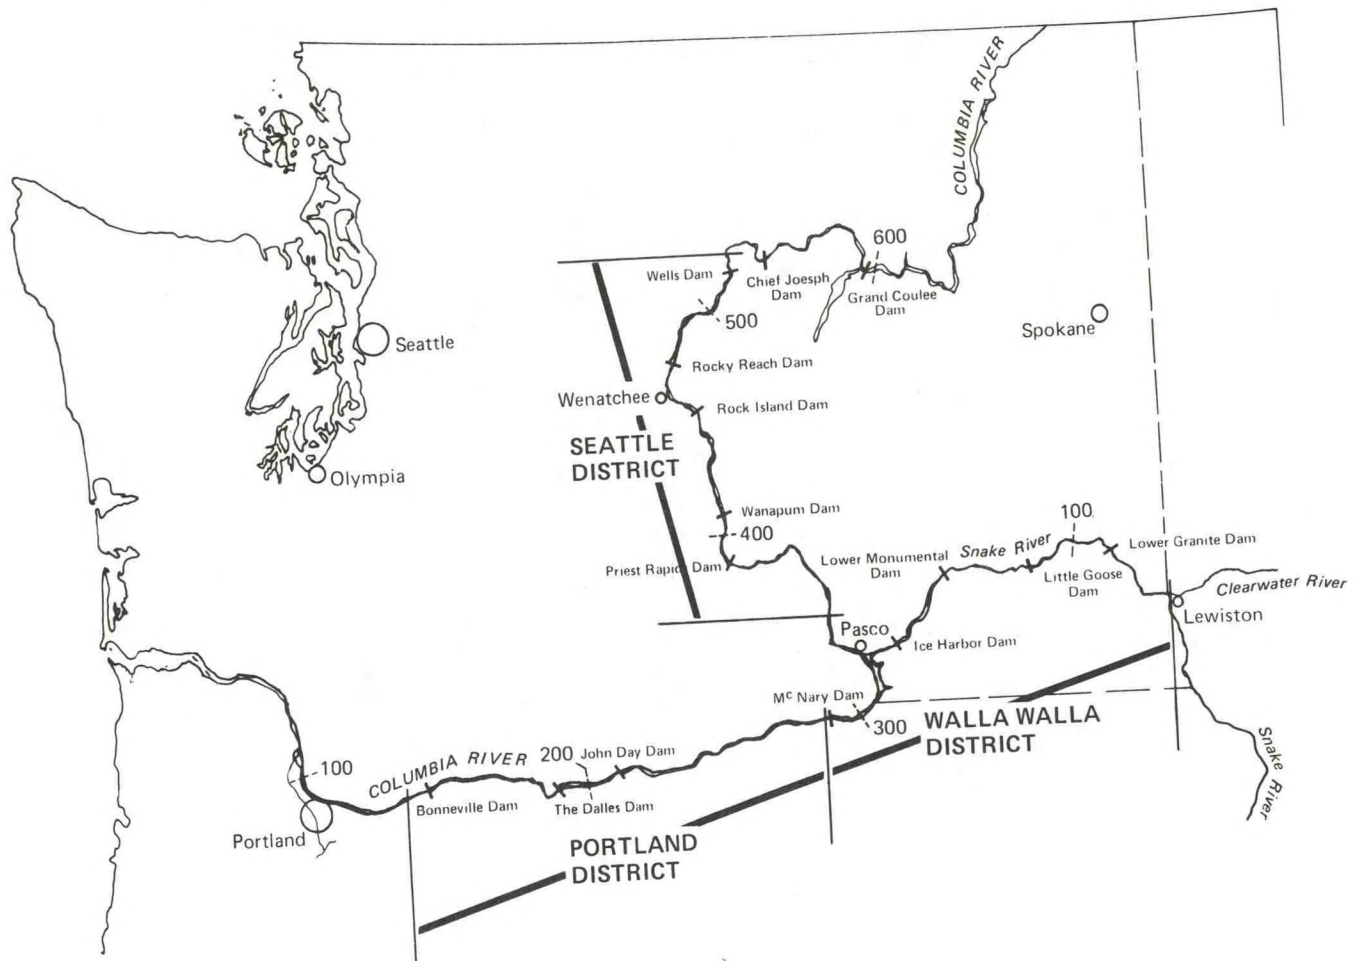 COLUMBIA RIVER
600
Wells Dam
Chief Joesph
Dam
Grand Coulee
Dam
500
Spokane
Seattle
Rocky Reach Dam
Wenatchee
Rock Island Dam
SEATTLE
DISTRICT
Olympia
Wanapum Dam
400
100
Priest Rapids Dam
Lower Monumental
Dam
Snake River
Lower Granite Dam
Little Goose
Dam
Clearwater River
Lewiston
Pasco
Ice Harbor Dam
Mc Nary Dam
300
WALLA WALLA
DISTRICT
Snake River
COLUMBIA RIVER
200
John Day Dam
100
Bonneville Dam
The Dalles Dam
Portland
PORTLAND
DISTRICT